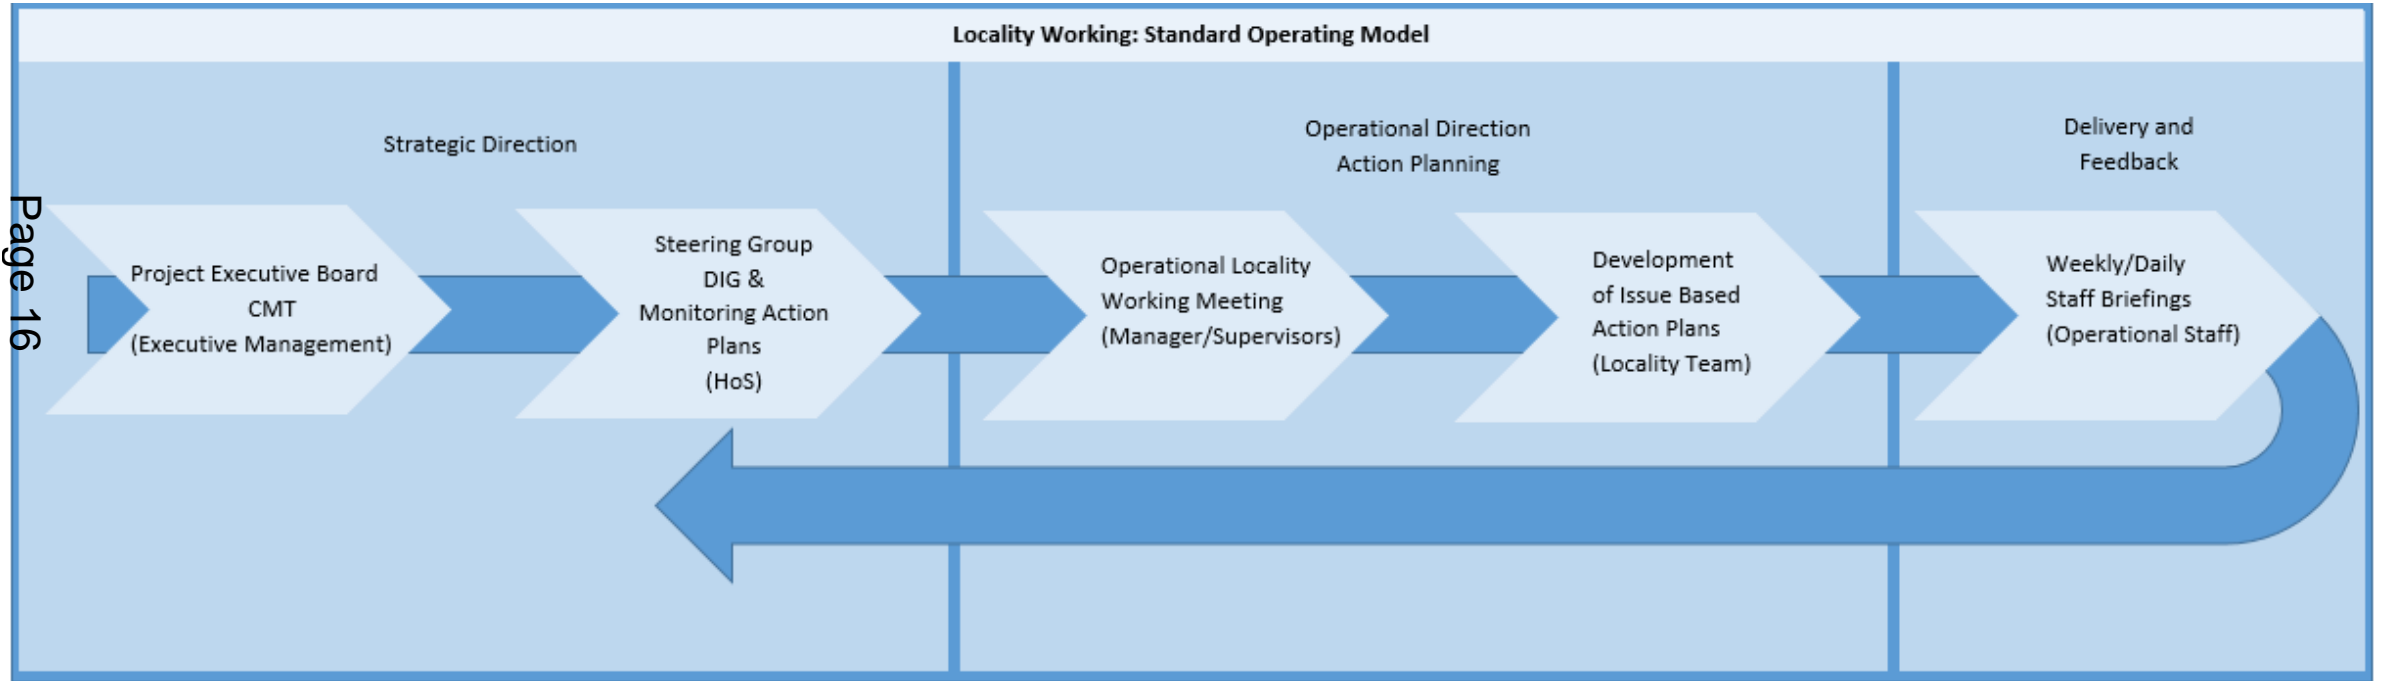 Locality Working: Standard Operating Model
Strategic Direction
Operational Direction
Action Planning
Delivery and
Feedback
Page 16
Project Executive Board
CMT
(Executive Management)
Steering Group
DIG &
Monitoring Action
Plans
(HoS)
Operational Locality
Working Meeting
(Manager/Supervisors)
Development
of Issue Based
Action Plans
(Locality Team)
Weekly/Daily
Staff Briefings
(Operational Staff)